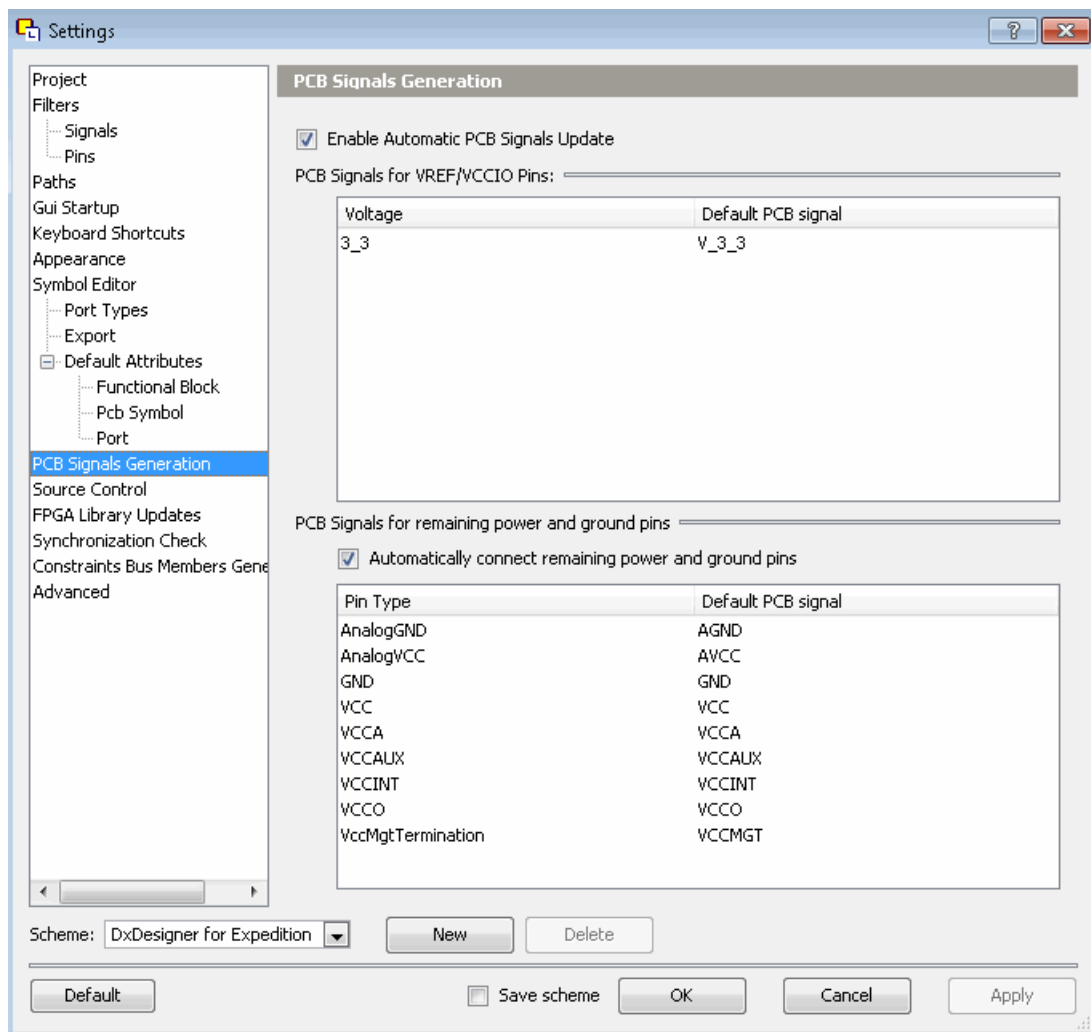 Settings
Project
Filters
Signals
Pins
Paths
Gui Startup
Keyboard Shortcuts
Appearance
Symbol Editor
Port Types
Export
Default Attributes
Functional Block
Pcb Symbol
Port
PCB Signals Generation
Source Control
FPGA Library Updates
Synchronization Check
Constraints Bus Members Gene
Advanced
PCB Signals Generation
Enable Automatic PCB Signals Update
PCB Signals for VREF/VCCIO Pins:
Voltage Default PCB signal
3_3 V_3_3
PCB Signals for remaining power and ground pins
Automatically connect remaining power and ground pins
Pin Type Default PCB signal
AnalogGND AGND
AnalogVCC AVCC
GND GND
VCC VCC
VCCA VCCA
VCCAUX VCCAUX
VCCINT VCCINT
VCCO VCCO
VccMgtTermination VCCMGT
Scheme: DxDesigner for Expedition New Delete
Default Save scheme OK Cancel Apply